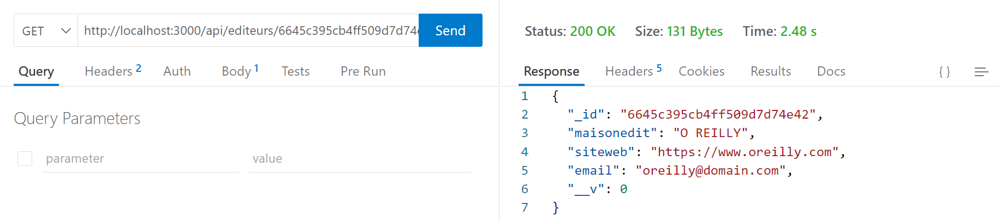 GET
http://localhost:3000/api/editeurs/6645c395cb4ff509d7d74e
Send
Query
Headers 2
Auth
Body 1
Tests
Pre Run
Query Parameters
parameter
value
Status: 200 OK
Size: 131 Bytes
Time: 2.48 s
Response
Headers 5
Cookies
Results
Docs
{ }
1 {
2 "_id": "6645c395cb4ff509d7d74e42",
3 "maisonedit": "O REILLY",
4 "siteweb": "https://www.oreilly.com",
5 "email": "oreilly@domain.com",
6 "__v": 0
7 }